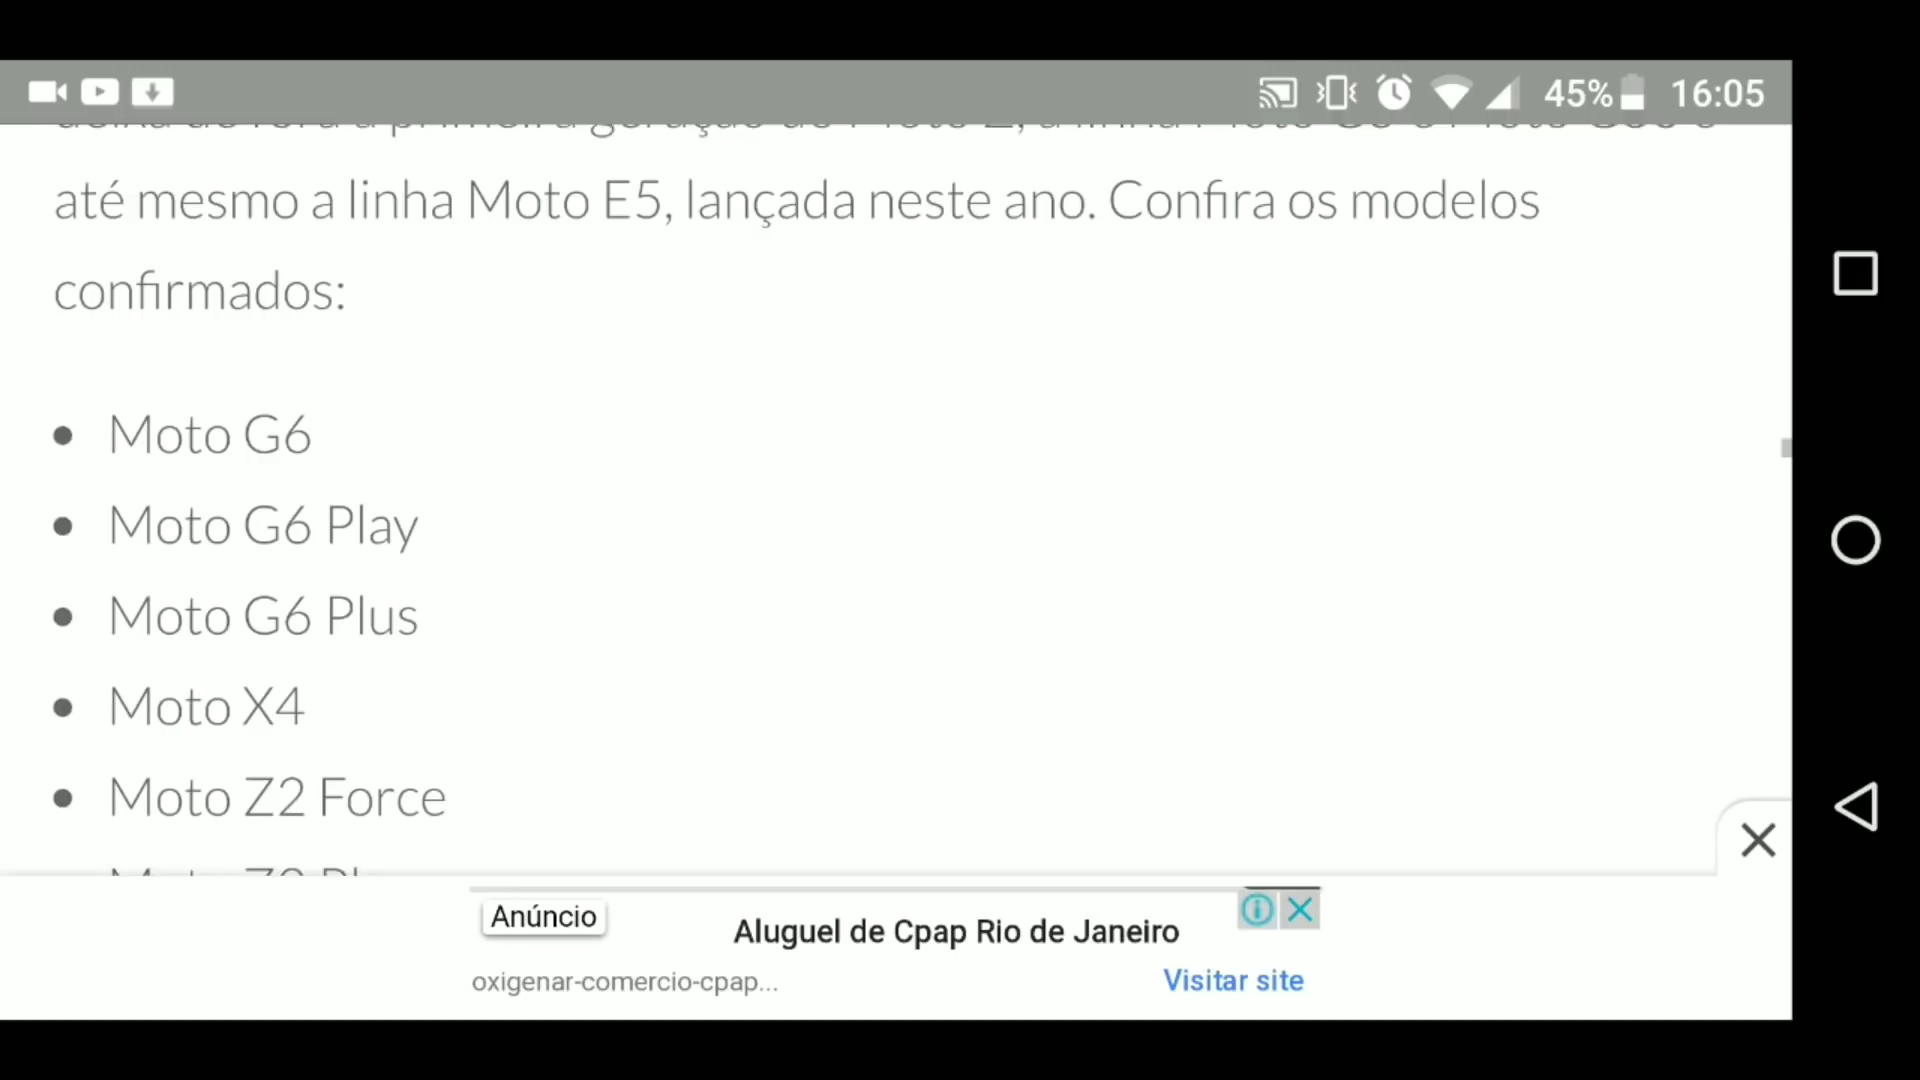 45% 16:05
até mesmo a linha Moto E5, lançada neste ano. Confira os modelos
confirmados:
• Moto G6
• Moto G6 Play
• Moto G6 Plus
• Moto X4
• Moto Z2 Force
Anúncio
Aluguel de Cpap Rio de Janeiro
oxigenar-comercio-cpap...
Visitar site